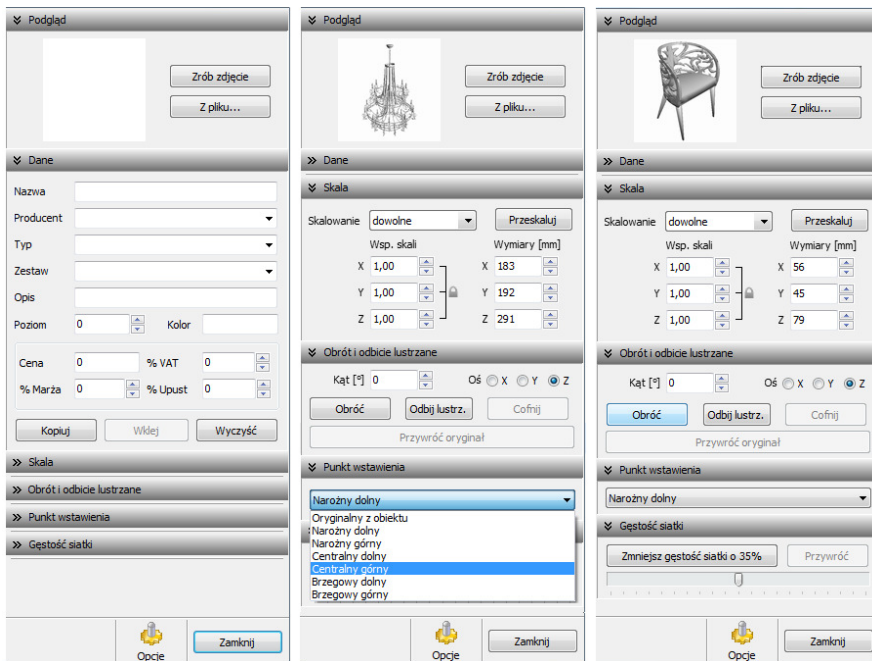 Podgląd
Zrób zdjęcie
Z pliku...
Dane
Nazwa
Producent
Typ
Zestaw
Opis
Poziom 0 Kolor
Cena 0 % VAT 0
% Marża 0 % Upust 0
Kopiuj Wklej Wyczyść
Skala
Obrót i odbicie lustrzane
Punkt wstawienia
Gęstość siatki
Opcje
Zamknij
Podgląd
Zrób zdjęcie
Z pliku...
Dane
Skala
Skalowanie dowolne Przeskaluj
Wsp. skali Wymiary [mm]
X 1,00 X 183
Y 1,00 Y 192
Z 1,00 Z 291
Obrót i odbicie lustrzane
Kąt [º] 0 Oś X Y Z
Obróć Odbij lustrz. Cofnij
Przywróć oryginał
Punkt wstawienia
Narożny dolny
Oryginalny z obiektu
Narożny dolny
Narożny górny
Centralny dolny
Centralny górny
Brzegowy dolny
Brzegowy górny
Opcje
Zamknij
Podgląd
Zrób zdjęcie
Z pliku...
Dane
Skala
Skalowanie dowolne Przeskaluj
Wsp. skali Wymiary [mm]
X 1,00 X 56
Y 1,00 Y 45
Z 1,00 Z 79
Obrót i odbicie lustrzane
Kąt [º] 0 Oś X Y Z
Obróć Odbij lustrz. Cofnij
Przywróć oryginał
Punkt wstawienia
Narożny dolny
Gęstość siatki
Zmniejsz gęstość siatki o 35% Przywróć
Opcje
Zamknij